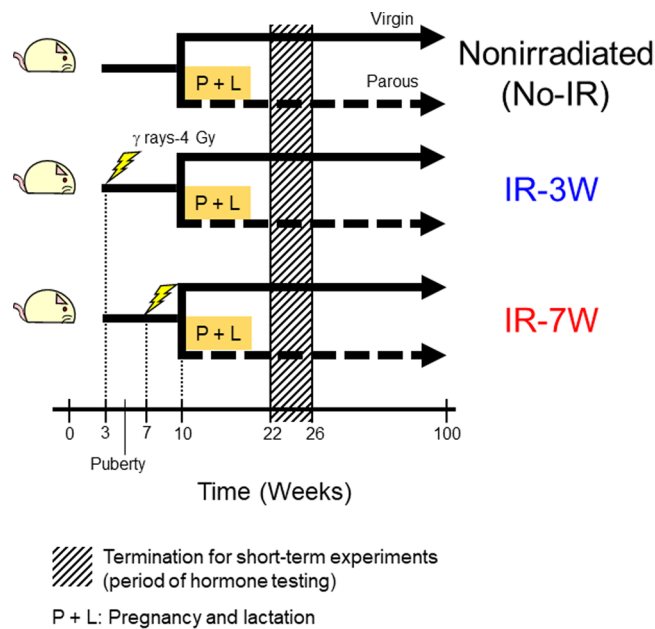 Virgin
P + L
Parous
Nonirradiated
(No-IR)
γ rays-4 Gy
P + L
IR-3W
P + L
IR-7W
0 3 7 10 22 26 100
Puberty
Time (Weeks)
Termination for short-term experiments
(period of hormone testing)
P + L: Pregnancy and lactation